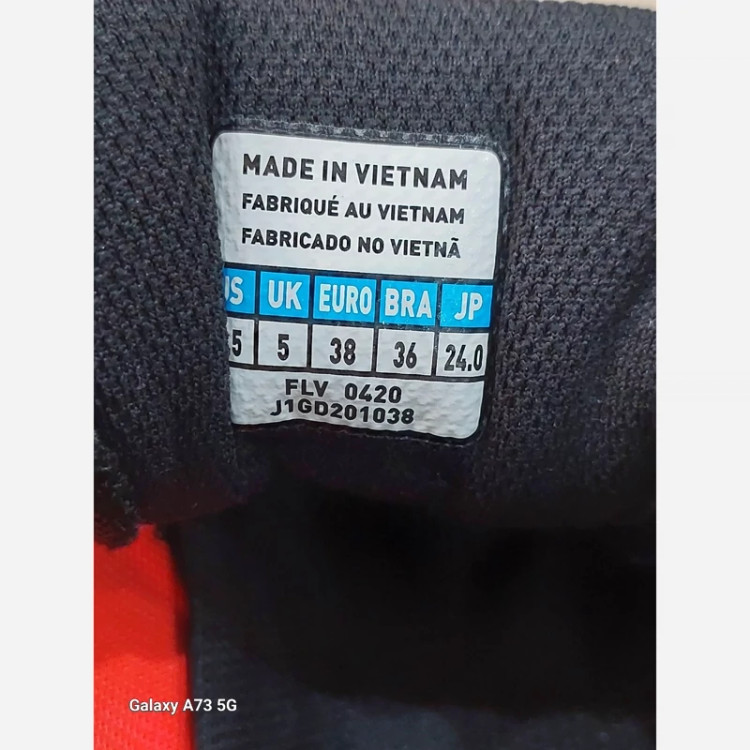 MADE IN VIETNAM
FABRIQUÉ AU VIETNAM
FABRICADO NO VIETNÃ
UK EURO BRA JP
5 5 38 36 24.0
FLV 0420
J1GD201038
Galaxy A73 5G